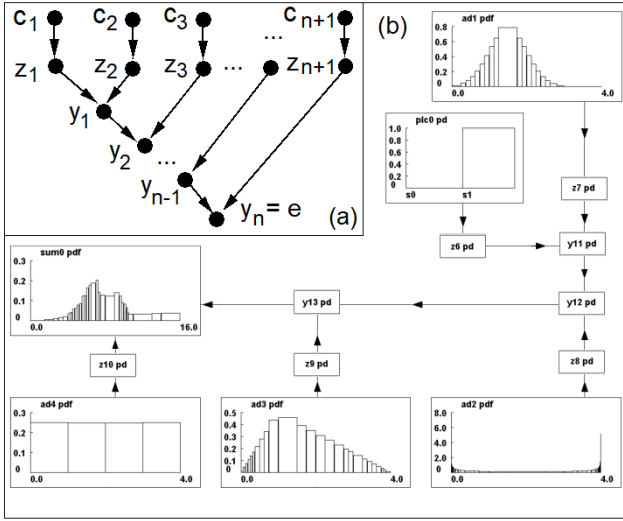 (a)
c1 c2 c3 ... cn+1
z1 z2 z3 ... zn+1
y1
y2
...
yn-1
yn = e
(b)
ad1 pdf
0.8
0.6
0.4
0.2
0.0
0.0 4.0
plc0 pd
1.0
0.8
0.6
0.4
0.2
0.0
s0 s1
z7 pd
z6 pd
y11 pd
sum0 pdf
0.3
0.2
0.1
0
0.0 16.0
y13 pd
y12 pd
z10 pd
z9 pd
z8 pd
ad4 pdf
0.3
0.2
0.1
0.0
0.0 4.0
ad3 pdf
0.5
0.4
0.3
0.2
0.1
0.0
0.0 4.0
ad2 pdf
8.0
6.0
4.0
2.0
0.0
0.0 4.0